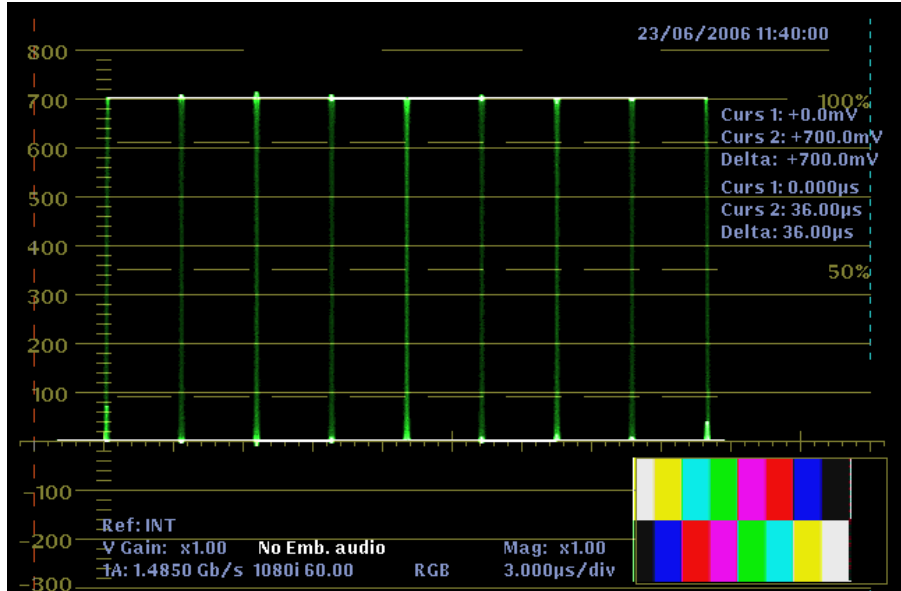 23/06/2006 11:40:00
800
700
100%
Curs 1: +0.0mV
Curs 2: +700.0mV
Delta: +700.0mV
600
Curs 1: 0.000µs
Curs 2: 36.00µs
Delta: 36.00µs
500
400
50%
300
200
100
-100
Ref: INT
-200
V Gain: x1.00 No Emb. audio Mag: x1.00
1A: 1.4850 Gb/s 1080i 60.00 RGB 3.000µs/div
-300